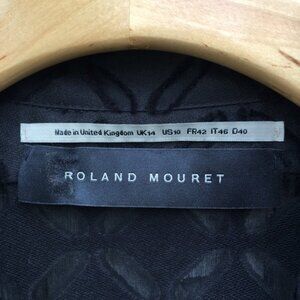 Made in United Kingdom UK14 US10 FR42 IT46 D40
ROLAND MOURET